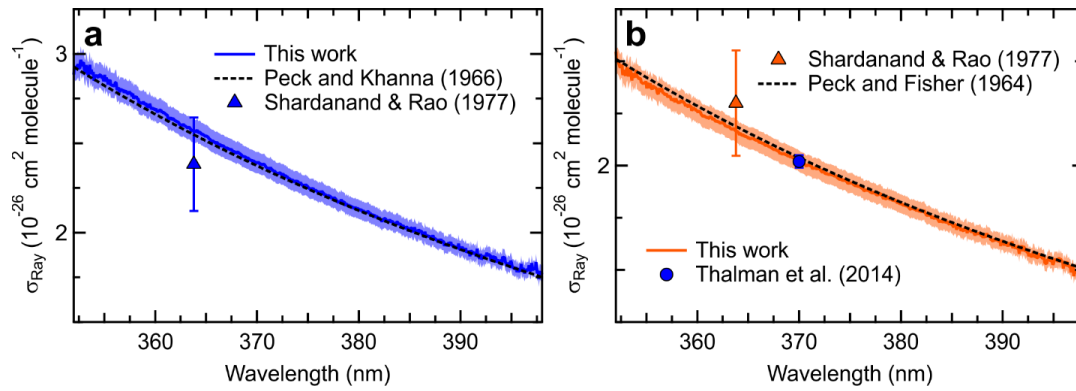 a
This work
Peck and Khanna (1966)
Shardanand & Rao (1977)
3
2
σRay (10⁻²⁶ cm² molecule⁻¹)
360
370
380
390
Wavelength (nm)
b
Shardanand & Rao (1977)
Peck and Fisher (1964)
2
This work
Thalman et al. (2014)
σRay (10⁻²⁶ cm² molecule⁻¹)
360
370
380
390
Wavelength (nm)